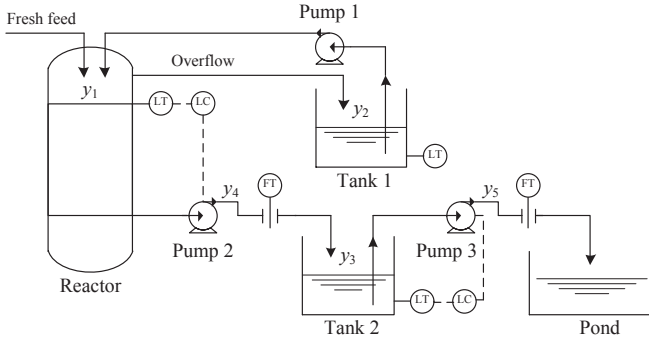 Fresh feed
Pump 1
Overflow
y1
LT
LC
y2
LT
Tank 1
y4
FT
y5
FT
Pump 2
y3
Pump 3
Reactor
LT
LC
Tank 2
Pond